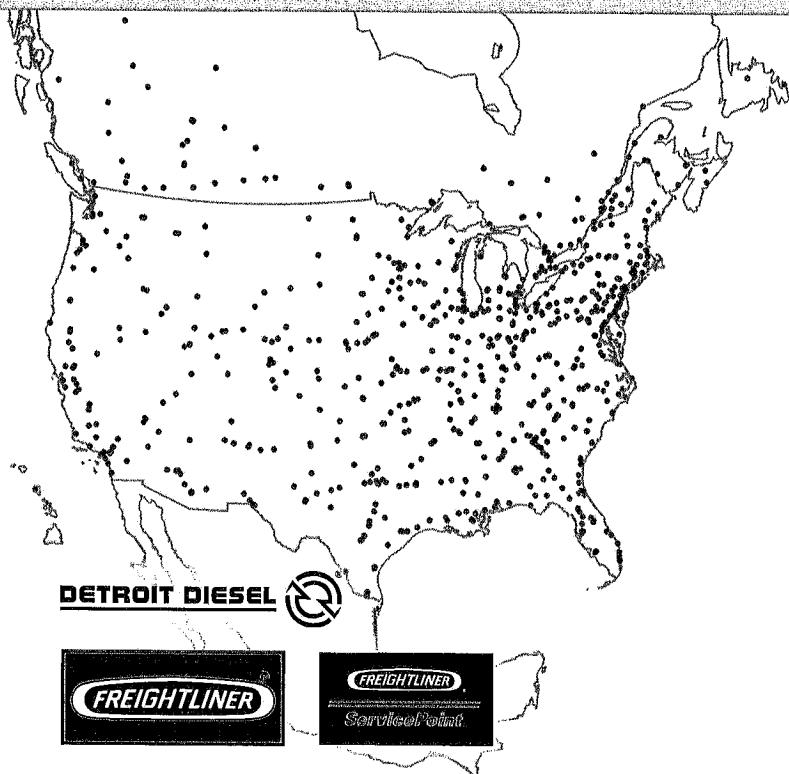 DETROIT DIESEL
FREIGHTLINER
®
FREIGHTLINER
ServicePoint